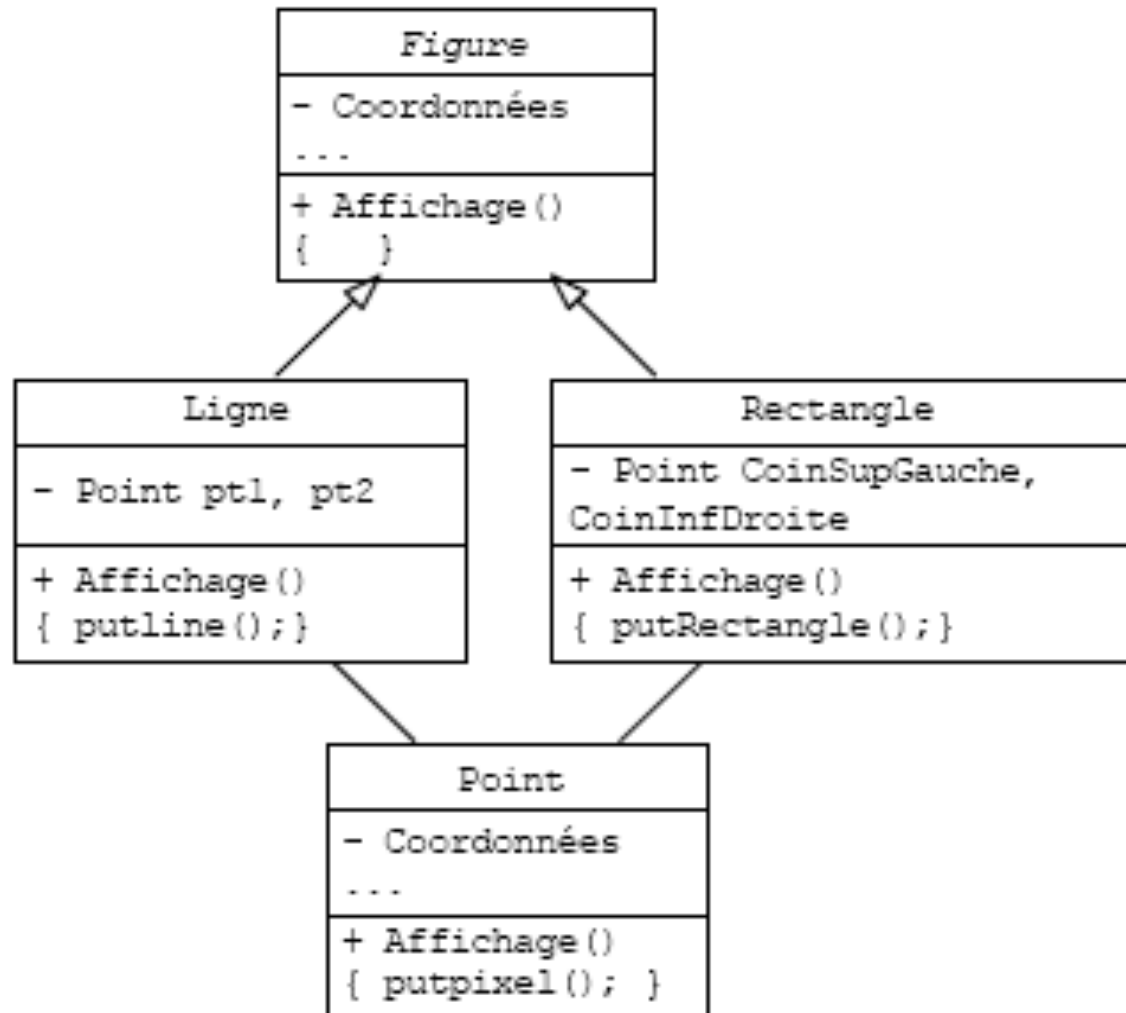 Figure
- Coordonnées
...
+ Affichage()
{ }
Ligne
- Point pt1, pt2
+ Affichage()
{ putline();}
Rectangle
- Point CoinSupGauche,
CoinInfDroite
+ Affichage()
{ putRectangle();}
Point
- Coordonnées
...
+ Affichage()
{ putpixel(); }